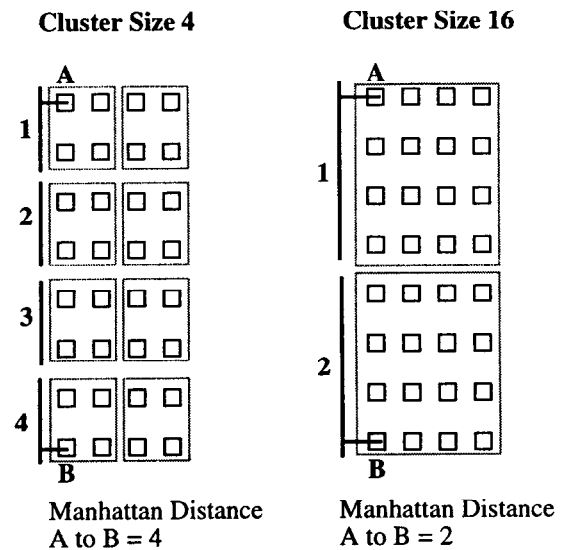 Cluster Size 4
A
1
2
3
4
B
Manhattan Distance
A to B = 4
Cluster Size 16
A
1
2
B
Manhattan Distance
A to B = 2